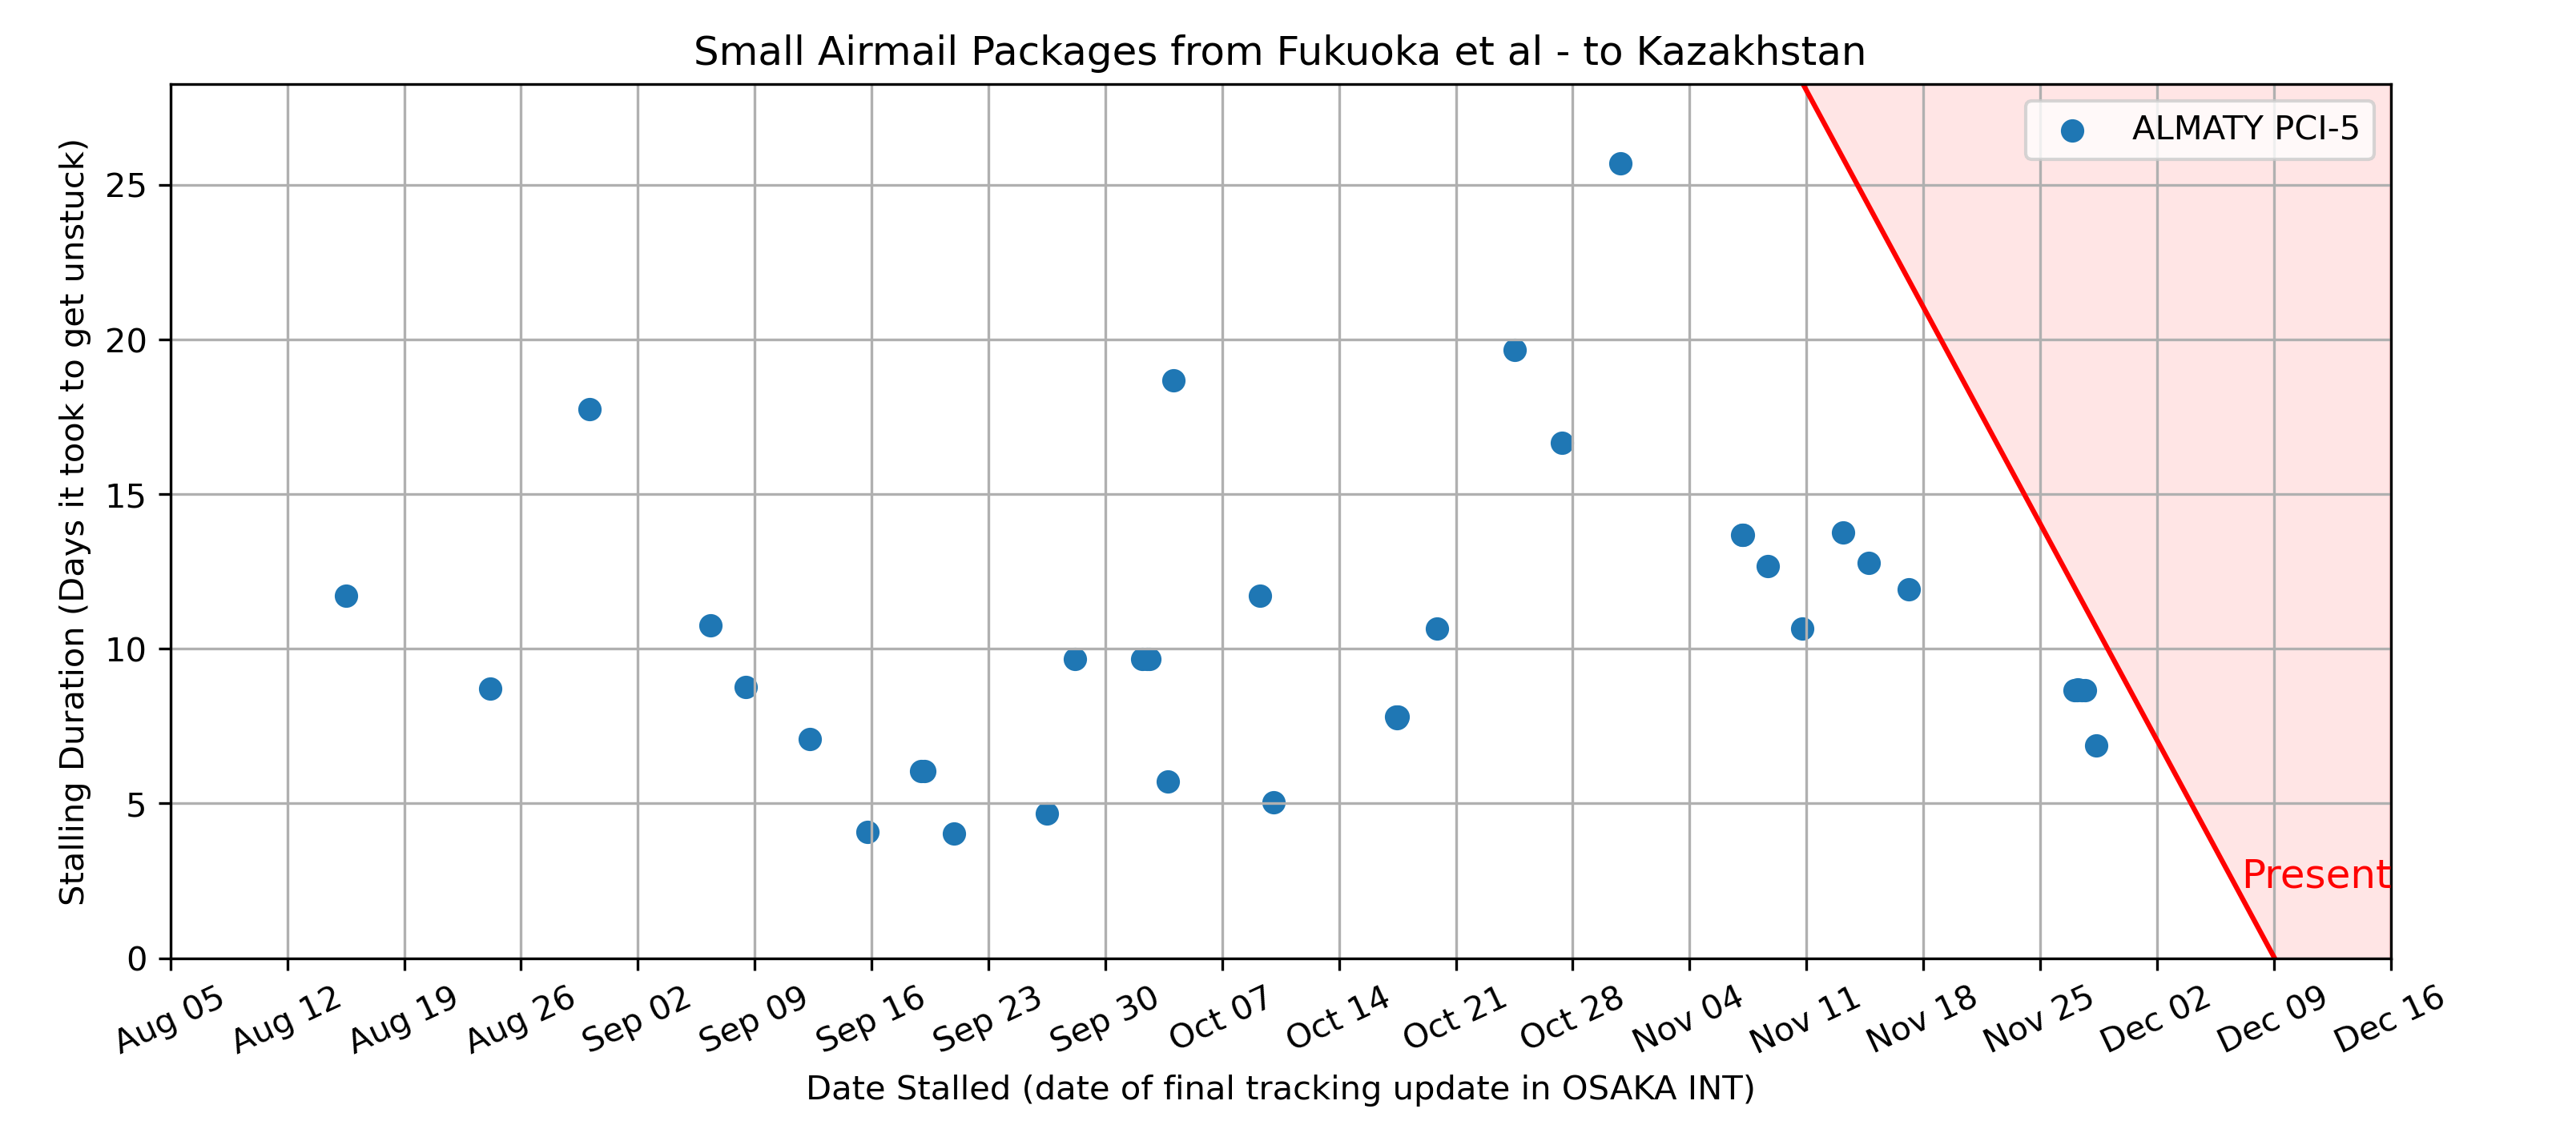 Small Airmail Packages from Fukuoka et al - to Kazakhstan
ALMATY PCI-5
Stalling Duration (Days it took to get unstuck)
25
20
15
10
5
0
Present
Aug 05
Aug 12
Aug 19
Aug 26
Sep 02
Sep 09
Sep 16
Sep 23
Sep 30
Oct 07
Oct 14
Oct 21
Oct 28
Nov 04
Nov 11
Nov 18
Nov 25
Dec 02
Dec 09
Dec 16
Date Stalled (date of final tracking update in OSAKA INT)